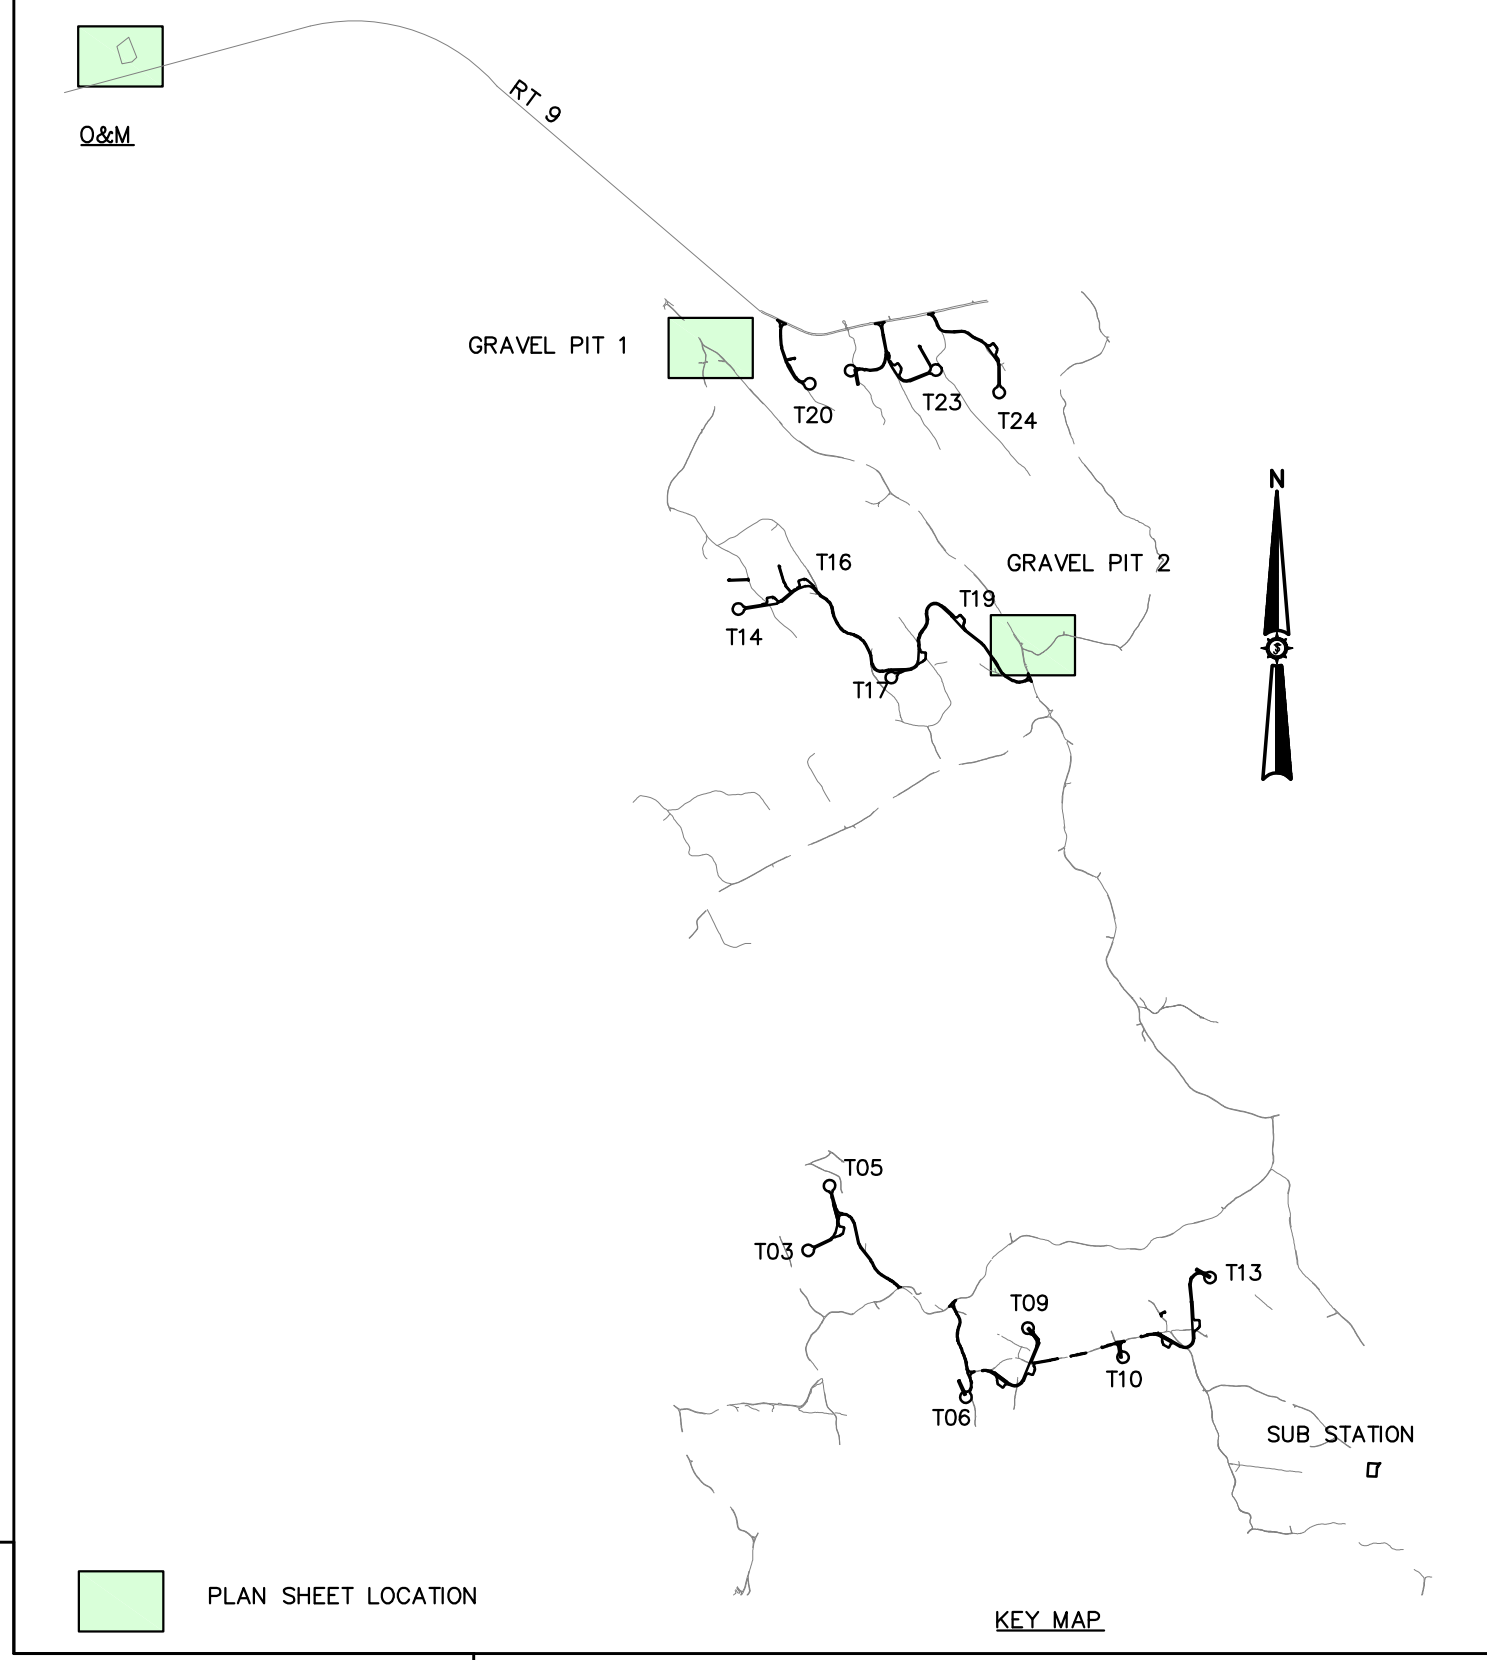 RT 9
O&M
GRAVEL PIT 1
T20
T23
T24
N
T16
GRAVEL PIT 2
T19
T14
T17
T05
T03
T13
T09
T10
T06
SUB STATION
PLAN SHEET LOCATION
KEY MAP